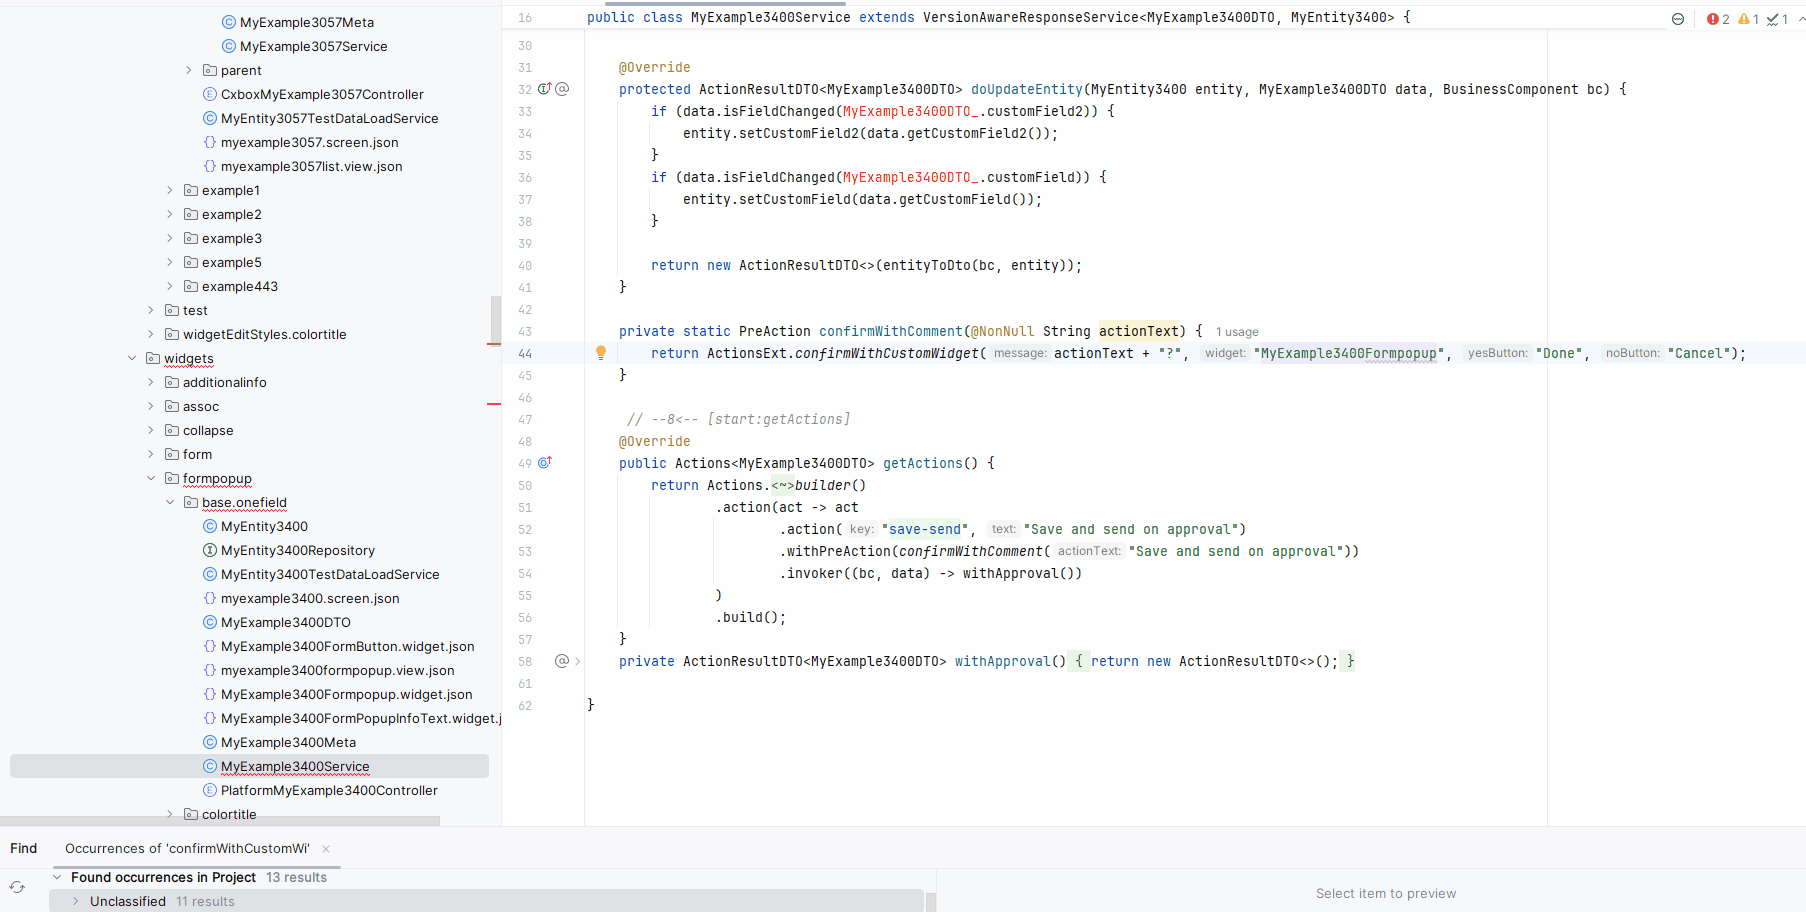 MyExample3057Meta
MyExample3057Service
parent
CxboxMyExample3057Controller
MyEntity3057TestDataLoadService
myexample3057.screen.json
myexample3057list.view.json
example1
example2
example3
example5
example443
test
widgetEditStyles.colortitle
widgets
additionalinfo
assoc
collapse
form
formpopup
base.onefield
MyEntity3400
MyEntity3400Repository
MyEntity3400TestDataLoadService
myexample3400.screen.json
MyExample3400DTO
MyExample3400FormButton.widget.json
myexample3400formpopup.view.json
MyExample3400Formpopup.widget.json
MyExample3400FormPopupInfoText.widget.j
MyExample3400Meta
MyExample3400Service
PlatformMyExample3400Controller
colortitle
16 public class MyExample3400Service extends VersionAwareResponseService<MyExample3400DTO, MyEntity3400> { 2 1 1
30
31 @Override
32 protected ActionResultDTO<MyExample3400DTO> doUpdateEntity(MyEntity3400 entity, MyExample3400DTO data, BusinessComponent bc) {
33 if (data.isFieldChanged(MyExample3400DTO_.customField2)) {
34 entity.setCustomField2(data.getCustomField2());
35 }
36 if (data.isFieldChanged(MyExample3400DTO_.customField)) {
37 entity.setCustomField(data.getCustomField());
38 }
39
40 return new ActionResultDTO<>(entityToDto(bc, entity));
41 }
42
43 private static PreAction confirmWithComment(@NonNull String actionText) { 1 usage
44 return ActionsExt.confirmWithCustomWidget( message: actionText + "?", widget: "MyExample3400Formpopup", yesButton: "Done", noButton: "Cancel");
45 }
46
47 // --8<-- [start:getActions]
48 @Override
49 public Actions<MyExample3400DTO> getActions() {
50 return Actions.<~>builder()
51 .action(act -> act
52 .action( key: "save-send", text: "Save and send on approval")
53 .withPreAction(confirmWithComment( actionText: "Save and send on approval"))
54 .invoker((bc, data) -> withApproval())
55 )
56 .build();
57 }
58 private ActionResultDTO<MyExample3400DTO> withApproval() { return new ActionResultDTO<>(); }
61
62 }
Find Occurrences of 'confirmWithCustomWi' ×
Found occurrences in Project 13 results
Unclassified 11 results
Select item to preview